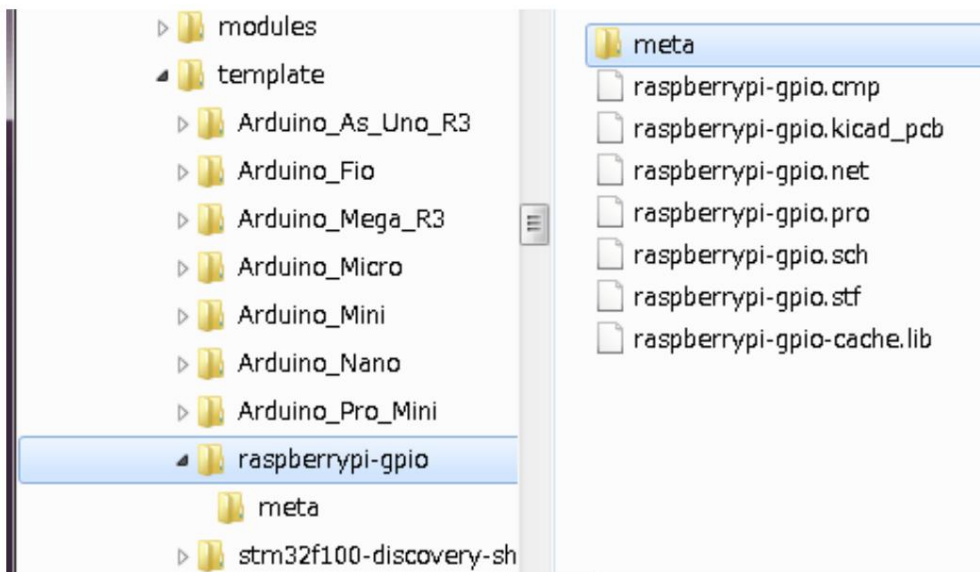 modules
template
Arduino_As_Uno_R3
Arduino_Fio
Arduino_Mega_R3
Arduino_Micro
Arduino_Mini
Arduino_Nano
Arduino_Pro_Mini
raspberrypi-gpio
meta
stm32f100-discovery-sh
meta
raspberrypi-gpio.cmp
raspberrypi-gpio.kicad_pcb
raspberrypi-gpio.net
raspberrypi-gpio.pro
raspberrypi-gpio.sch
raspberrypi-gpio.stf
raspberrypi-gpio-cache.lib